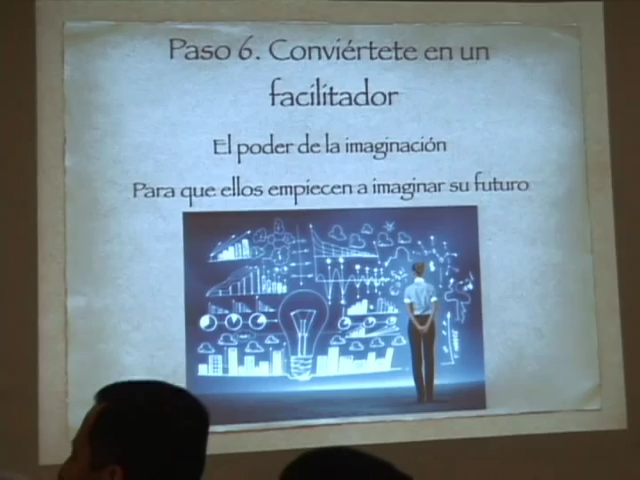 Paso 6. Conviértete en un
facilitador
El poder de la imaginación
Para que ellos empiecen a imaginar su futuro